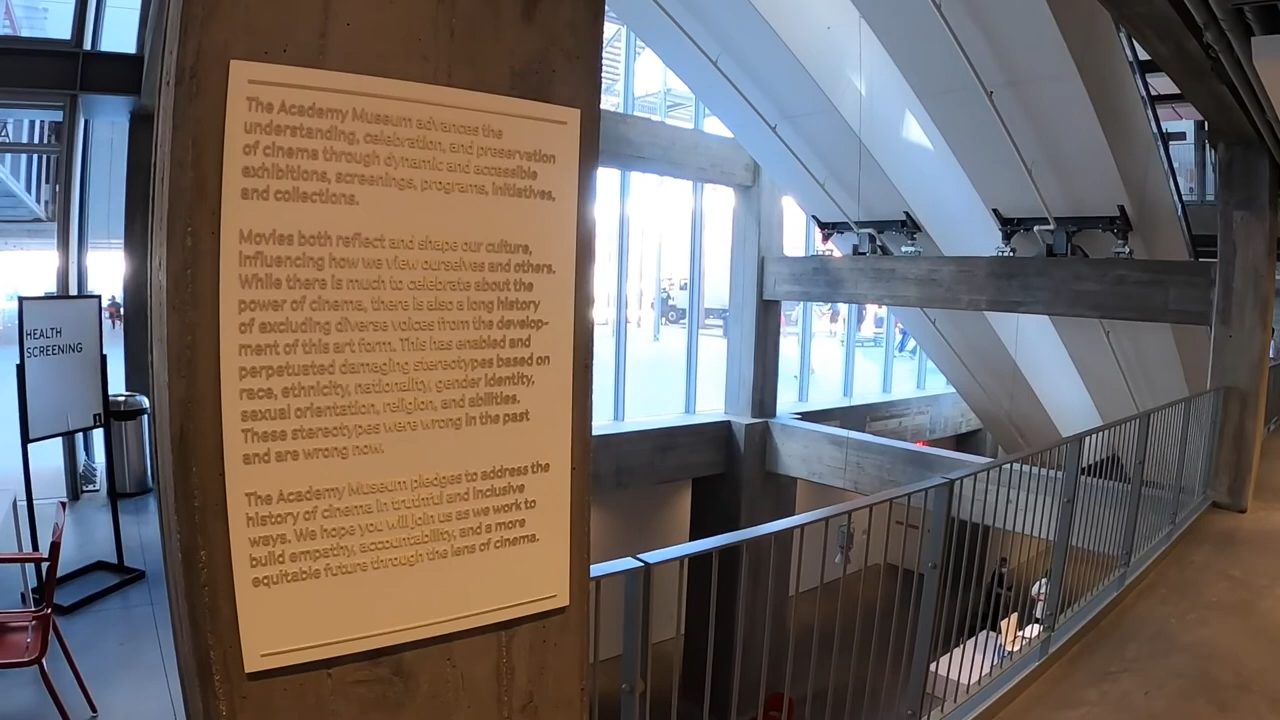 The Academy Museum advances the
understanding, celebration, and preservation
of cinema through dynamic and accessible
exhibitions, screenings, programs, initiatives,
and collections.
Movies both reflect and shape our culture,
influencing how we view ourselves and others.
While there is much to celebrate about the
power of cinema, there is also a long history
of excluding diverse voices from the develop-
ment of this art form. This has enabled and
perpetuated damaging stereotypes based on
race, ethnicity, nationality, gender identity,
sexual orientation, religion, and abilities.
These stereotypes were wrong in the past
and are wrong now.
The Academy Museum pledges to address the
history of cinema in truthful and inclusive
ways. We hope you will join us as we work to
build empathy, accountability, and a more
equitable future through the lens of cinema.
HEALTH
SCREENING